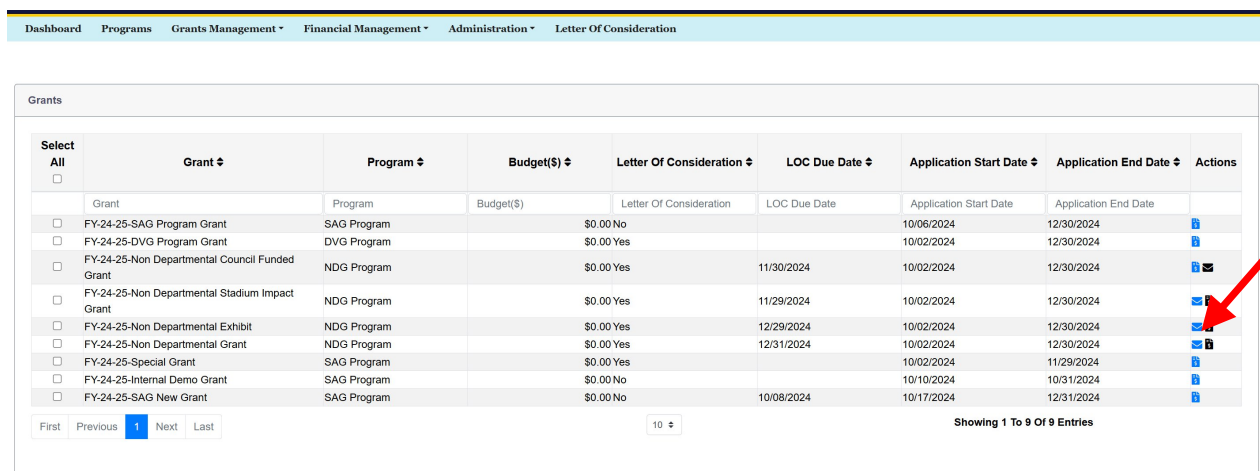 Dashboard Programs Grants Management Financial Management Administration Letter Of Consideration
Grants
Select All Grant Program Budget($) Letter Of Consideration LOC Due Date Application Start Date Application End Date Actions
Grant Program Budget($) Letter Of Consideration LOC Due Date Application Start Date Application End Date
FY-24-25-SAG Program Grant SAG Program $0.00 No 10/06/2024 12/30/2024
FY-24-25-DVG Program Grant DVG Program $0.00 Yes 10/02/2024 12/30/2024
FY-24-25-Non Departmental Council Funded Grant NDG Program $0.00 Yes 11/30/2024 10/02/2024 12/30/2024
FY-24-25-Non Departmental Stadium Impact Grant NDG Program $0.00 Yes 11/29/2024 10/02/2024 12/30/2024
FY-24-25-Non Departmental Exhibit NDG Program $0.00 Yes 12/29/2024 10/02/2024 12/30/2024
FY-24-25-Non Departmental Grant NDG Program $0.00 Yes 12/31/2024 10/02/2024 12/30/2024
FY-24-25-Special Grant SAG Program $0.00 Yes 10/02/2024 11/29/2024
FY-24-25-Internal Demo Grant SAG Program $0.00 No 10/10/2024 10/31/2024
FY-24-25-SAG New Grant SAG Program $0.00 No 10/08/2024 10/17/2024 12/31/2024
First Previous 1 Next Last 10 Showing 1 To 9 Of 9 Entries